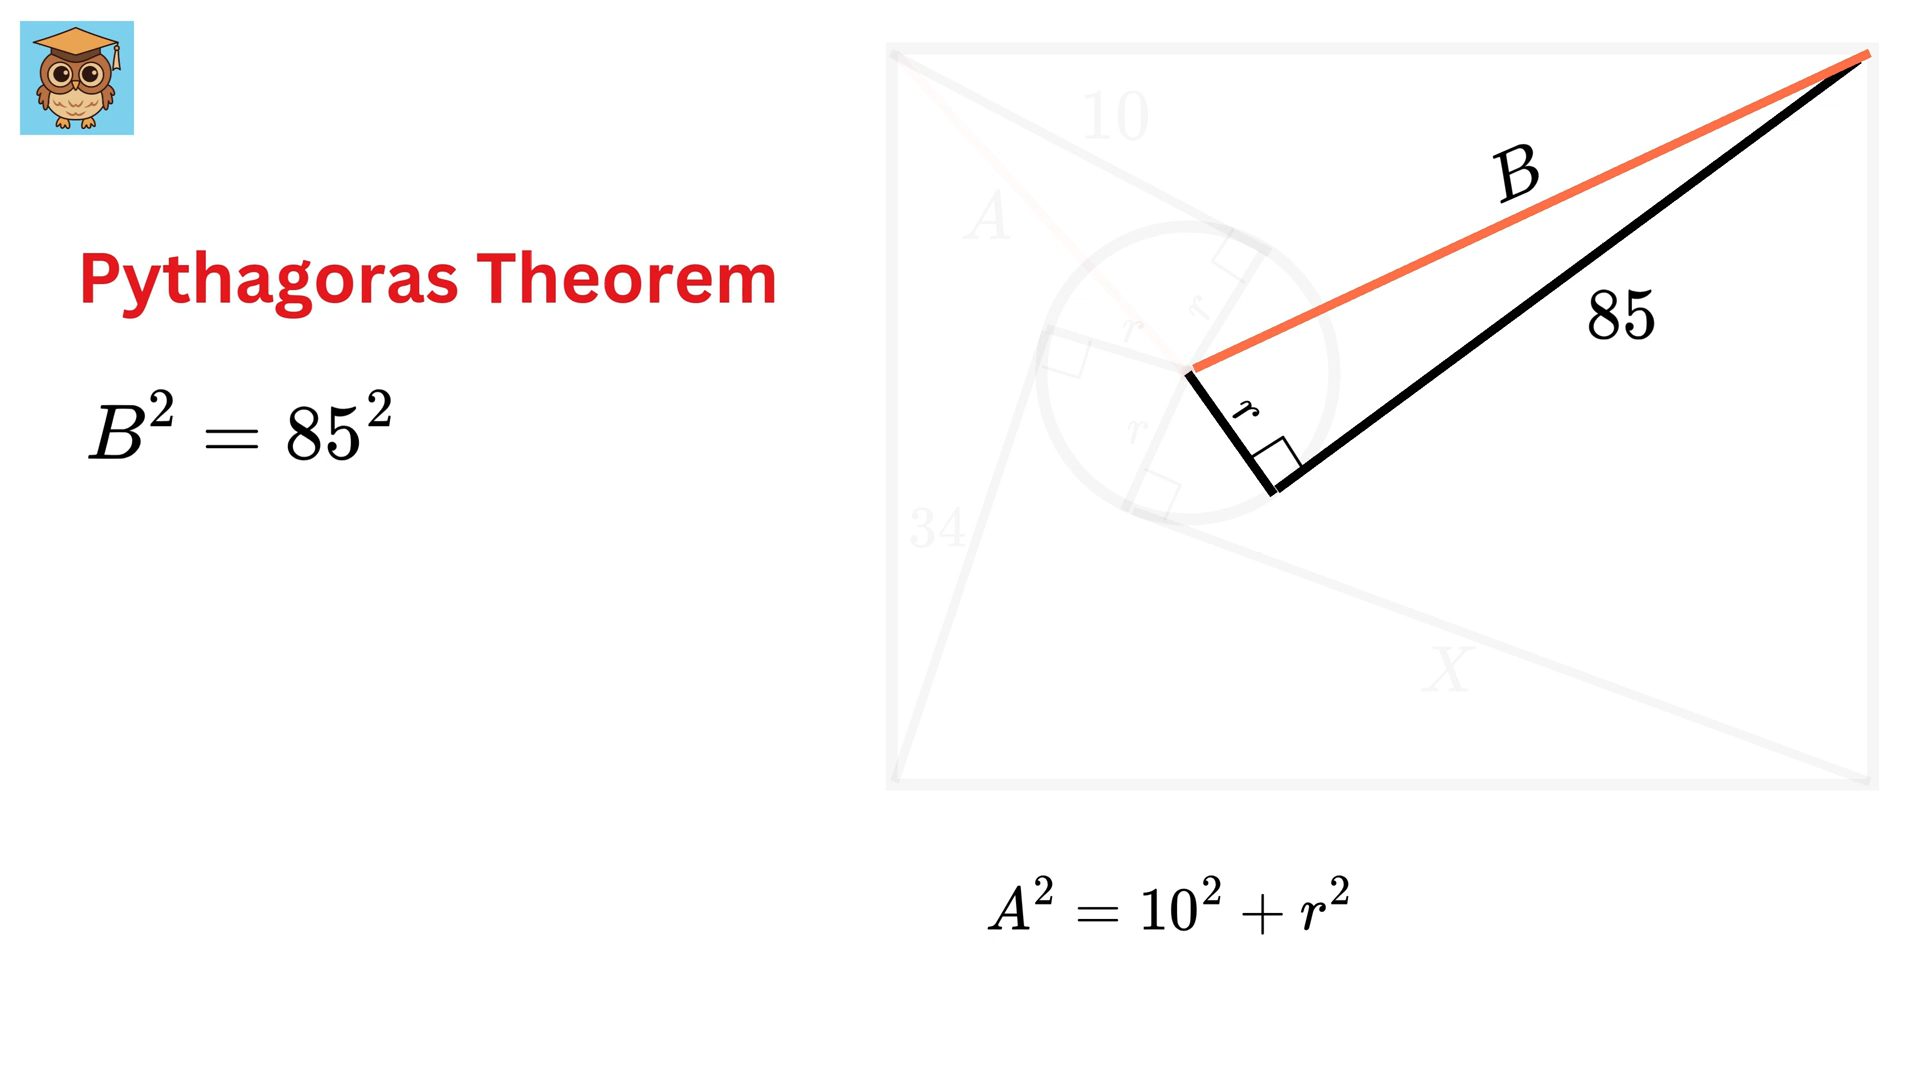 Pythagoras Theorem
B² = 85²
10
A
B
r
r
85
r
r
34
X
A² = 10² + r²